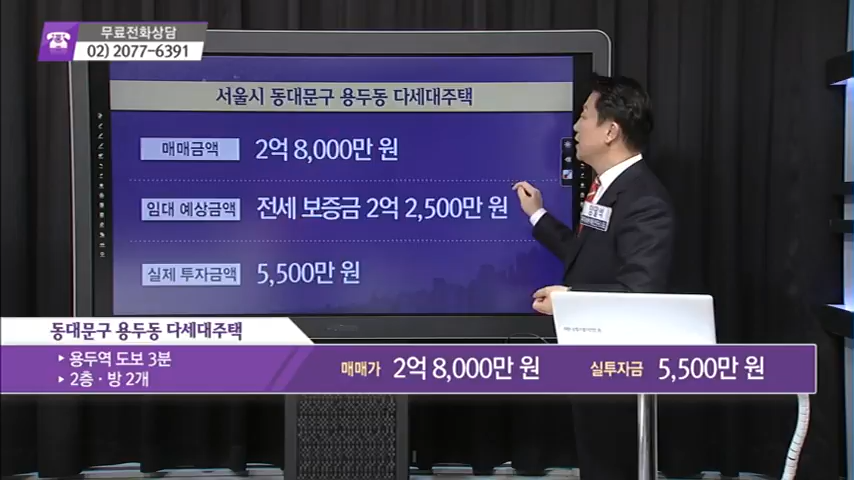 무료전화상담
02) 2077-6391
서울시 동대문구 용두동 다세대주택
매매금액 2억 8,000만 원
임대 예상금액 전세 보증금 2억 2,500만 원
실제 투자금액 5,500만 원
동대문구 용두동 다세대주택
▸ 용두역 도보 3분
▸ 2층 · 방 2개
매매가 2억 8,000만 원 실투자금 5,500만 원